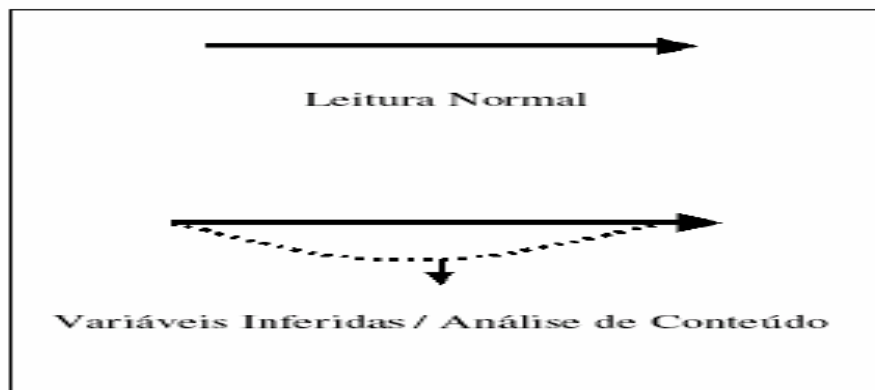 Leitura Normal
Variáveis Inferidas / Análise de Conteúdo